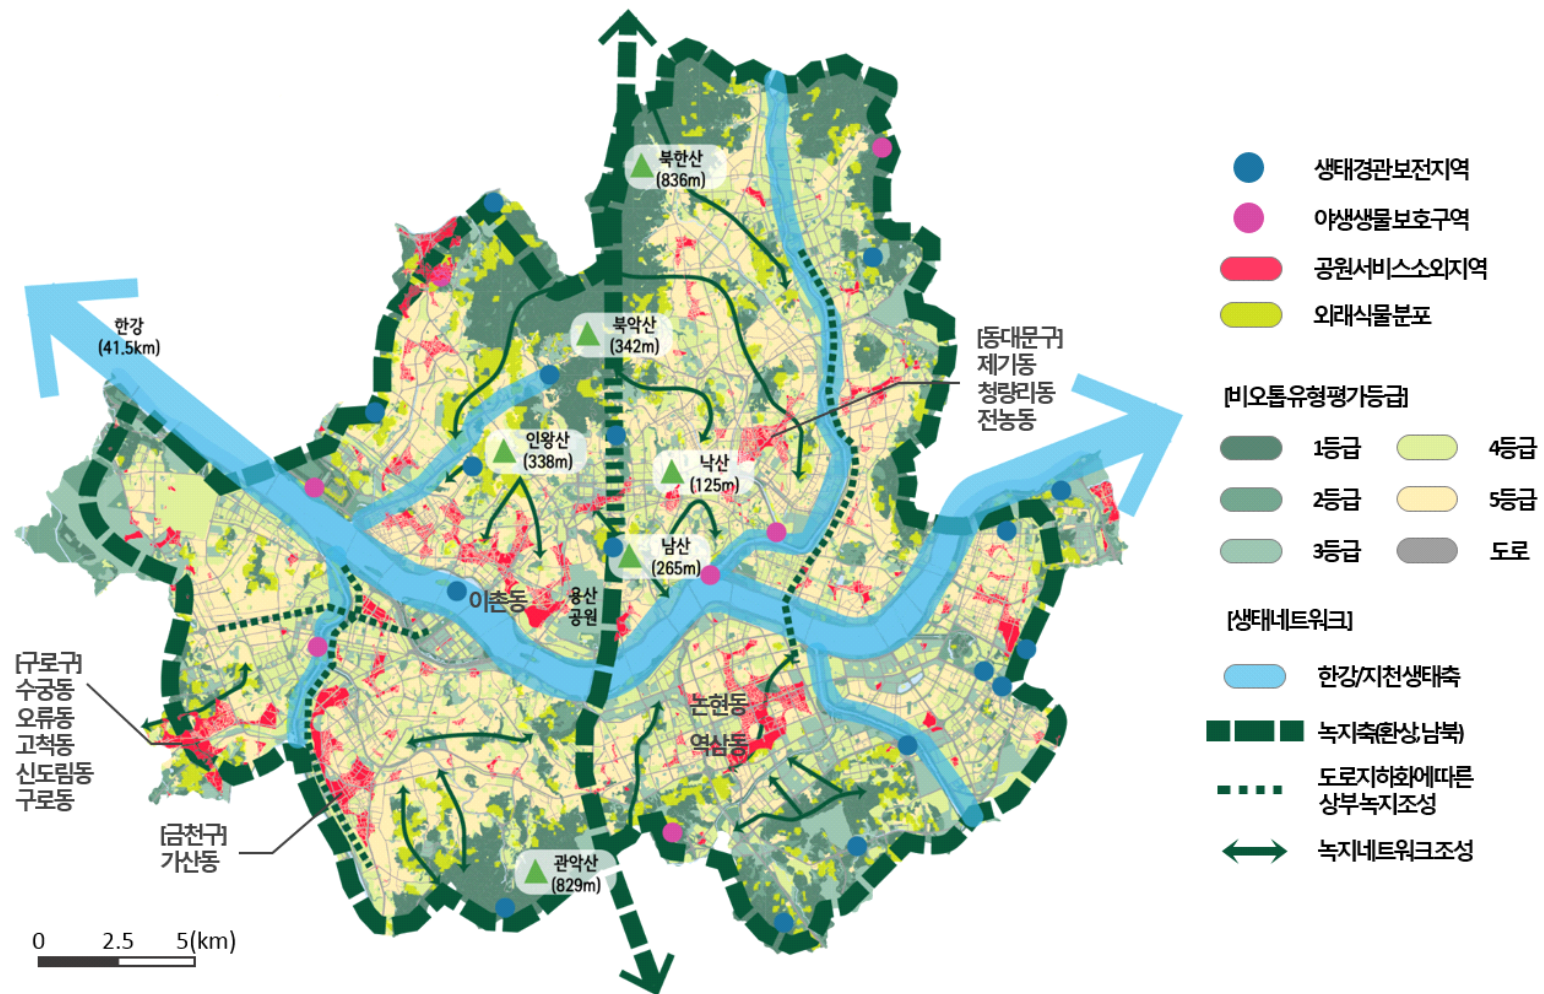 북한산
(836m)
북악산
(342m)
한강
(41.5km)
인왕산
(338m)
낙산
(125m)
남산
(265m)
이촌동
용산
공원
논현동
역삼동
관악산
(829m)
[동대문구]
제기동
청량리동
전농동
[구로구]
수궁동
오류동
고척동
신도림동
구로동
[금천구]
가산동
0 2.5 5(km)
생태경관보전지역
야생생물보호구역
공원서비스소외지역
외래식물분포
[비오톱유형평가등급]
1등급 4등급
2등급 5등급
3등급 도로
[생태네트워크]
한강/지천생태축
녹지축(환상,남북)
도로지하화에따른
상부녹지조성
녹지네트워크조성